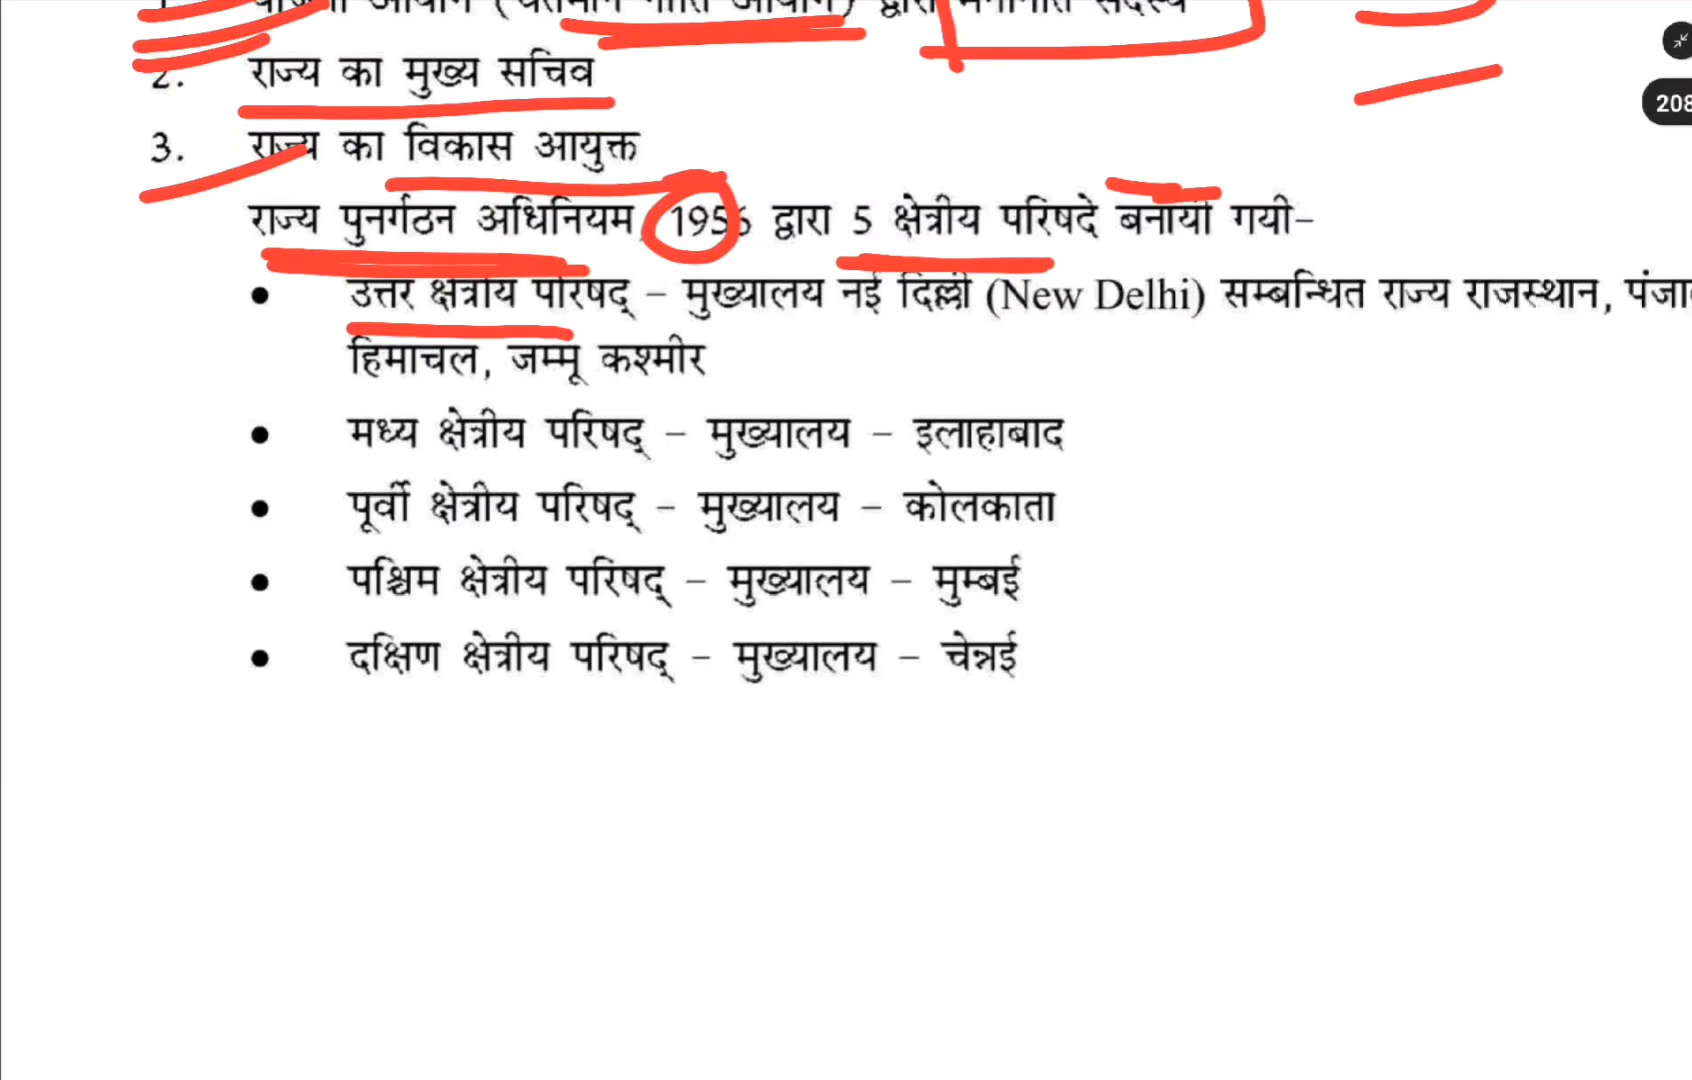 राज्य का मुख्य सचिव
3. राज्य का विकास आयुक्त
राज्य पुनर्गठन अधिनियम, 1956 द्वारा 5 क्षेत्रीय परिषदे बनायी गयी–
• उत्तर क्षेत्रीय परिषद् – मुख्यालय नई दिल्ली (New Delhi) सम्बन्धित राज्य राजस्थान,
हिमाचल, जम्मू कश्मीर
• मध्य क्षेत्रीय परिषद् – मुख्यालय – इलाहाबाद
• पूर्वी क्षेत्रीय परिषद् – मुख्यालय – कोलकाता
• पश्चिम क्षेत्रीय परिषद् – मुख्यालय – मुम्बई
• दक्षिण क्षेत्रीय परिषद् – मुख्यालय – चेन्नई